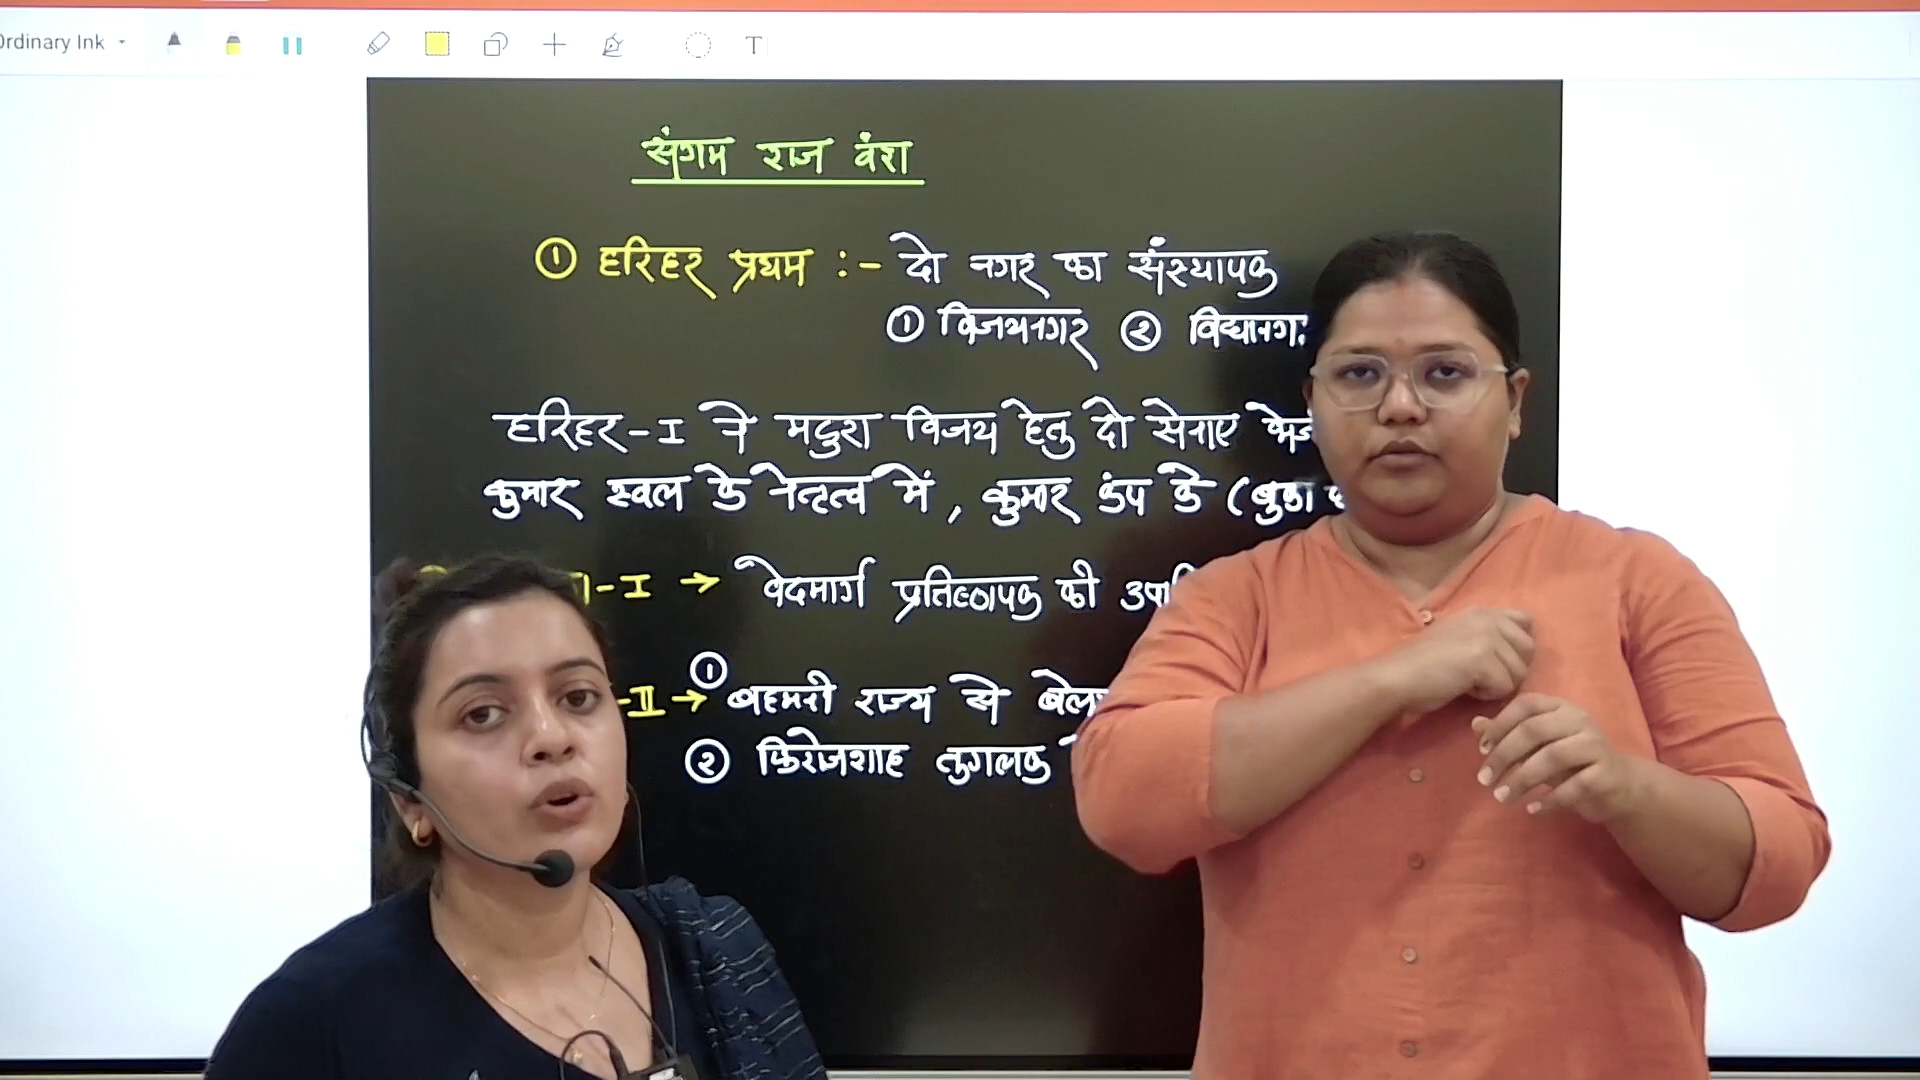 Ordinary Ink
T
संगम राज वंश
① हरिहर प्रथम :- दो नगर का संस्थापक
① विजयनगर ② विद्यानगर
हरिहर-I ने मदुरा विजय हेतु दो सेनाए
कुमार स्वल के नेतृत्व में, कुमार कंप के (बुक्का
-I → वेदमार्ग प्रतिष्ठापक की
-II → ① बहमनी राज्य से
② फिरोजशाह तुगलक